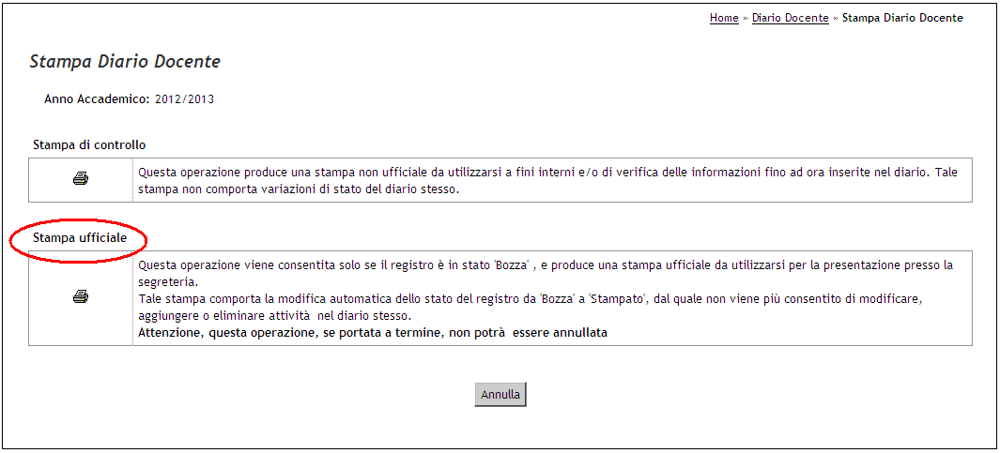 Home » Diario Docente » Stampa Diario Docente
Stampa Diario Docente
Anno Accademico: 2012/2013
Stampa di controllo
Questa operazione produce una stampa non ufficiale da utilizzarsi a fini interni e/o di verifica delle informazioni fino ad ora inserite nel diario. Tale
stampa non comporta variazioni di stato del diario stesso.
Stampa ufficiale
Questa operazione viene consentita solo se il registro è in stato 'Bozza' , e produce una stampa ufficiale da utilizzarsi per la presentazione presso la
segreteria.
Tale stampa comporta la modifica automatica dello stato del registro da 'Bozza' a 'Stampato', dal quale non viene più consentito di modificare,
aggiungere o eliminare attività nel diario stesso.
Attenzione, questa operazione, se portata a termine, non potrà essere annullata
Annulla